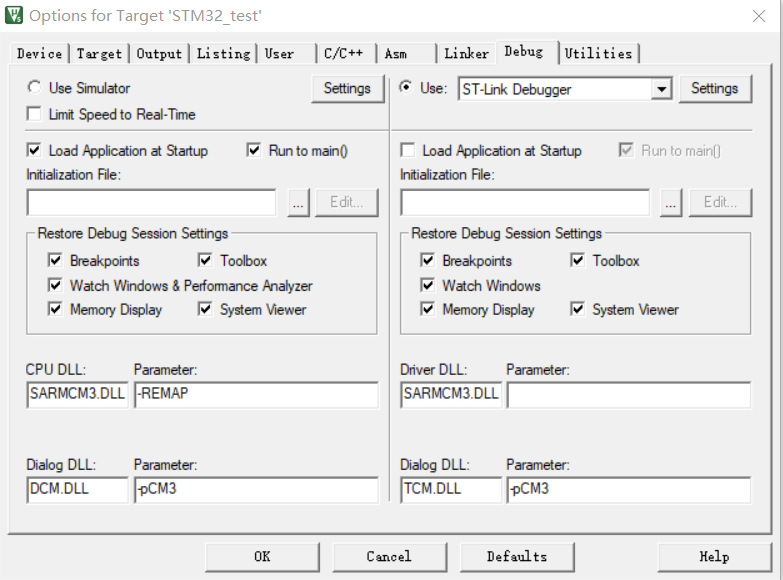 Options for Target 'STM32_test'
Device Target Output Listing User C/C++ Asm Linker Debug Utilities
Use Simulator Settings Use: ST-Link Debugger Settings
Limit Speed to Real-Time
Load Application at Startup Run to main() Load Application at Startup Run to main()
Initialization File: Initialization File:
... Edit... ... Edit...
Restore Debug Session Settings Restore Debug Session Settings
Breakpoints Toolbox Breakpoints Toolbox
Watch Windows & Performance Analyzer Watch Windows
Memory Display System Viewer Memory Display System Viewer
CPU DLL: Parameter: Driver DLL: Parameter:
SARMCM3.DLL -REMAP SARMCM3.DLL
Dialog DLL: Parameter: Dialog DLL: Parameter:
DCM.DLL -pCM3 TCM.DLL -pCM3
OK Cancel Defaults Help